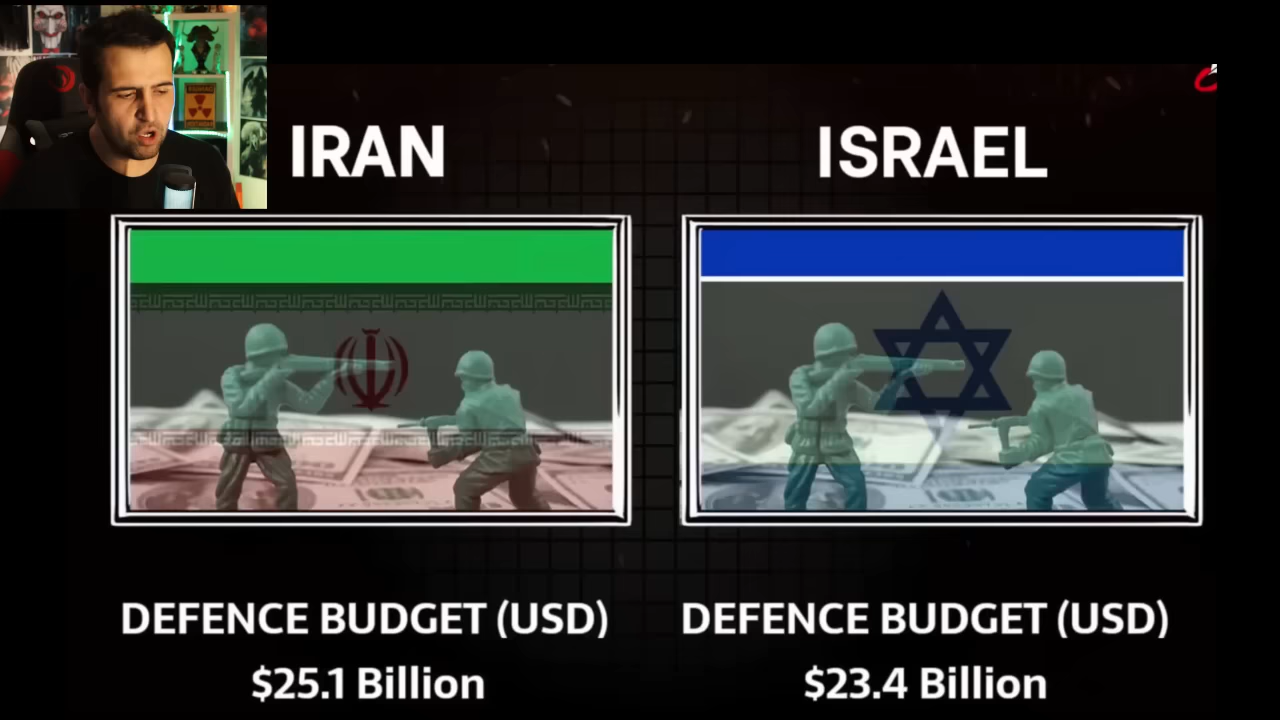 IRAN
ISRAEL
DEFENCE BUDGET (USD)
$25.1 Billion
DEFENCE BUDGET (USD)
$23.4 Billion